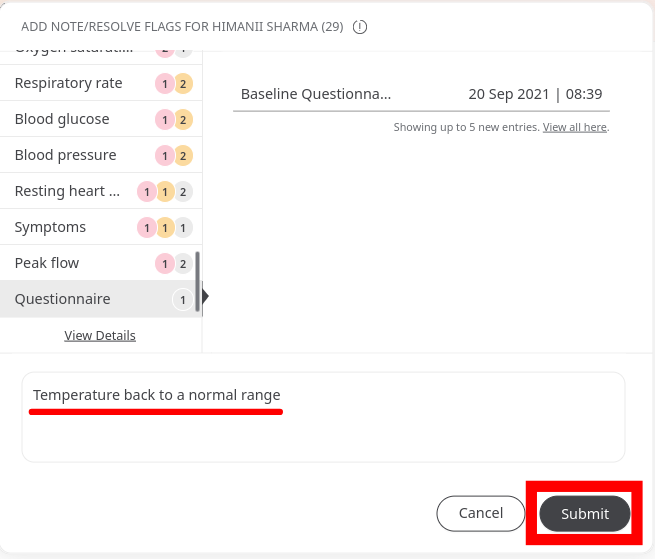 ADD NOTE/RESOLVE FLAGS FOR HIMANII SHARMA (29)
Respiratory rate 1 2
Blood glucose 1 2
Blood pressure 1 2
Resting heart ... 1 1 2
Symptoms 1 1 1
Peak flow 1 2
Questionnaire 1
View Details
Baseline Questionna... 20 Sep 2021 | 08:39
Showing up to 5 new entries. View all here.
Temperature back to a normal range
Cancel Submit